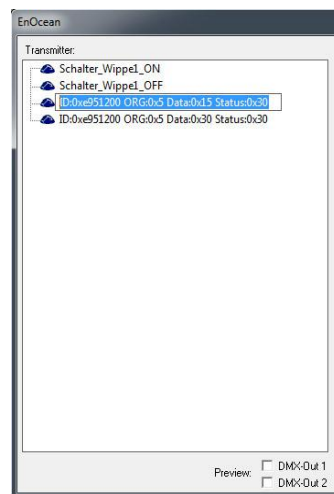 EnOcean
Transmitter:
Schalter_Wippe1_ON
Schalter_Wippe1_OFF
ID:0xe951200 ORG:0x5 Data:0x15 Status:0x30
ID:0xe951200 ORG:0x5 Data:0x30 Status:0x30
Preview: DMX-Out 1
DMX-Out 2